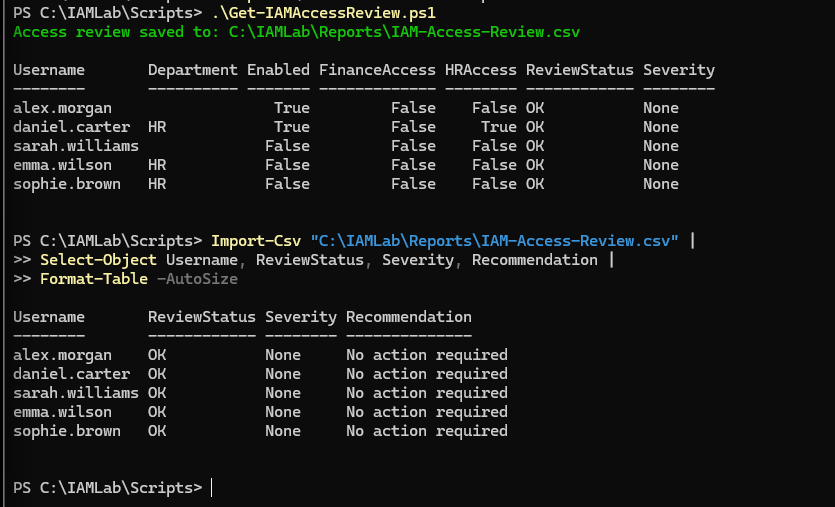 PS C:\IAMLab\Scripts> .\Get-IAMAccessReview.ps1
Access review saved to: C:\IAMLab\Reports\IAM-Access-Review.csv
Username       Department Enabled FinanceAccess HRAccess ReviewStatus Severity
--------       ---------- ------- ------------- -------- ------------ --------
alex.morgan                  True         False    False OK           None
daniel.carter  HR            True         False     True OK           None
sarah.williams              False         False    False OK           None
emma.wilson    HR           False         False    False OK           None
sophie.brown   HR           False         False    False OK           None
PS C:\IAMLab\Scripts> Import-Csv "C:\IAMLab\Reports\IAM-Access-Review.csv" |
>> Select-Object Username, ReviewStatus, Severity, Recommendation |
>> Format-Table -AutoSize
Username       ReviewStatus Severity Recommendation
--------       ------------ -------- --------------
alex.morgan    OK           None     No action required
daniel.carter  OK           None     No action required
sarah.williams OK           None     No action required
emma.wilson    OK           None     No action required
sophie.brown   OK           None     No action required
PS C:\IAMLab\Scripts>